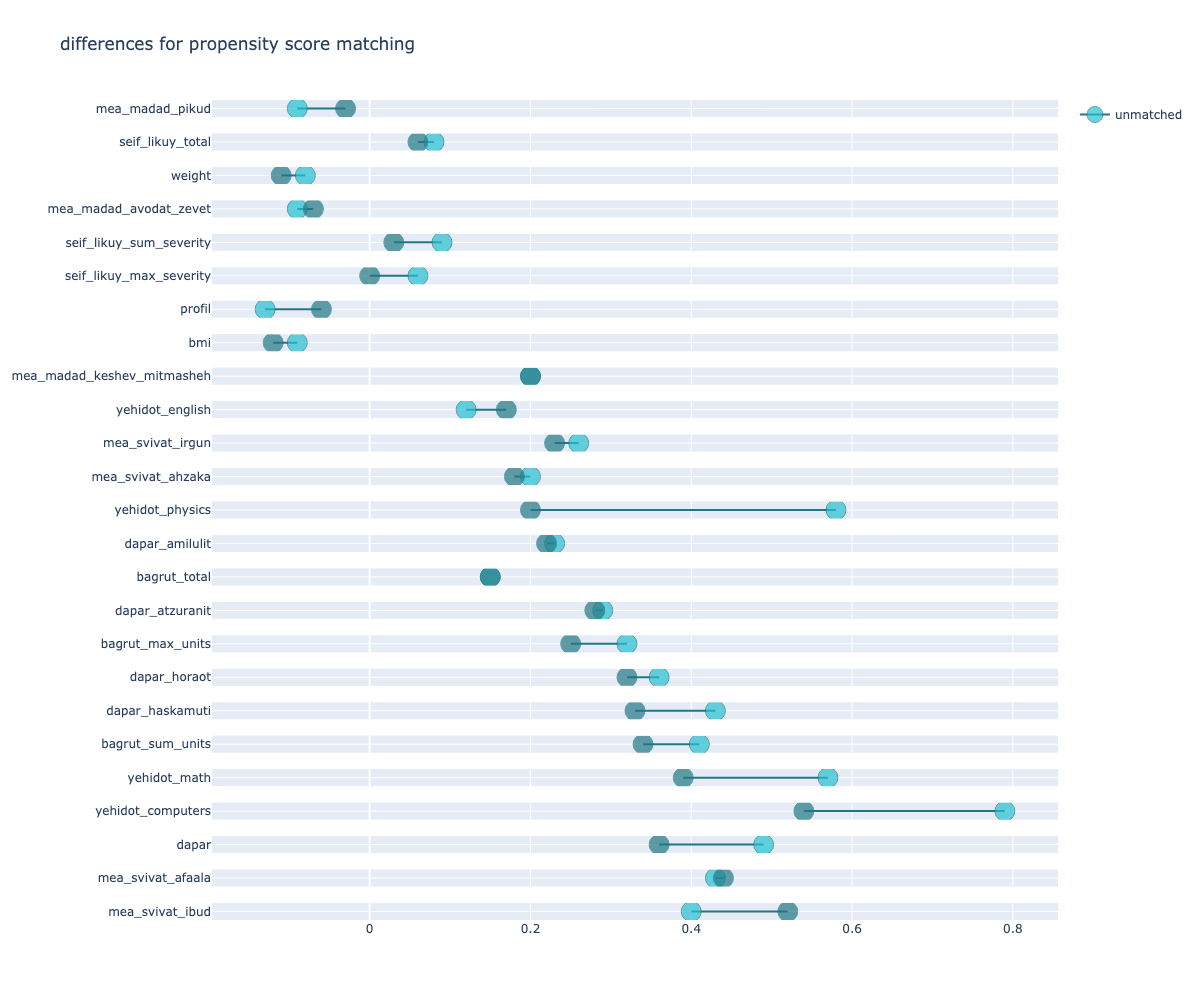 differences for propensity score matching
unmatched
mea_madad_pikud
seif_likuy_total
weight
mea_madad_avodat_zevet
seif_likuy_sum_severity
seif_likuy_max_severity
profil
bmi
mea_madad_keshev_mitmasheh
yehidot_english
mea_svivat_irgun
mea_svivat_ahzaka
yehidot_physics
dapar_amilulit
bagrut_total
dapar_atzuranit
bagrut_max_units
dapar_horaot
dapar_haskamuti
bagrut_sum_units
yehidot_math
yehidot_computers
dapar
mea_svivat_afaala
mea_svivat_ibud
0 0.2 0.4 0.6 0.8